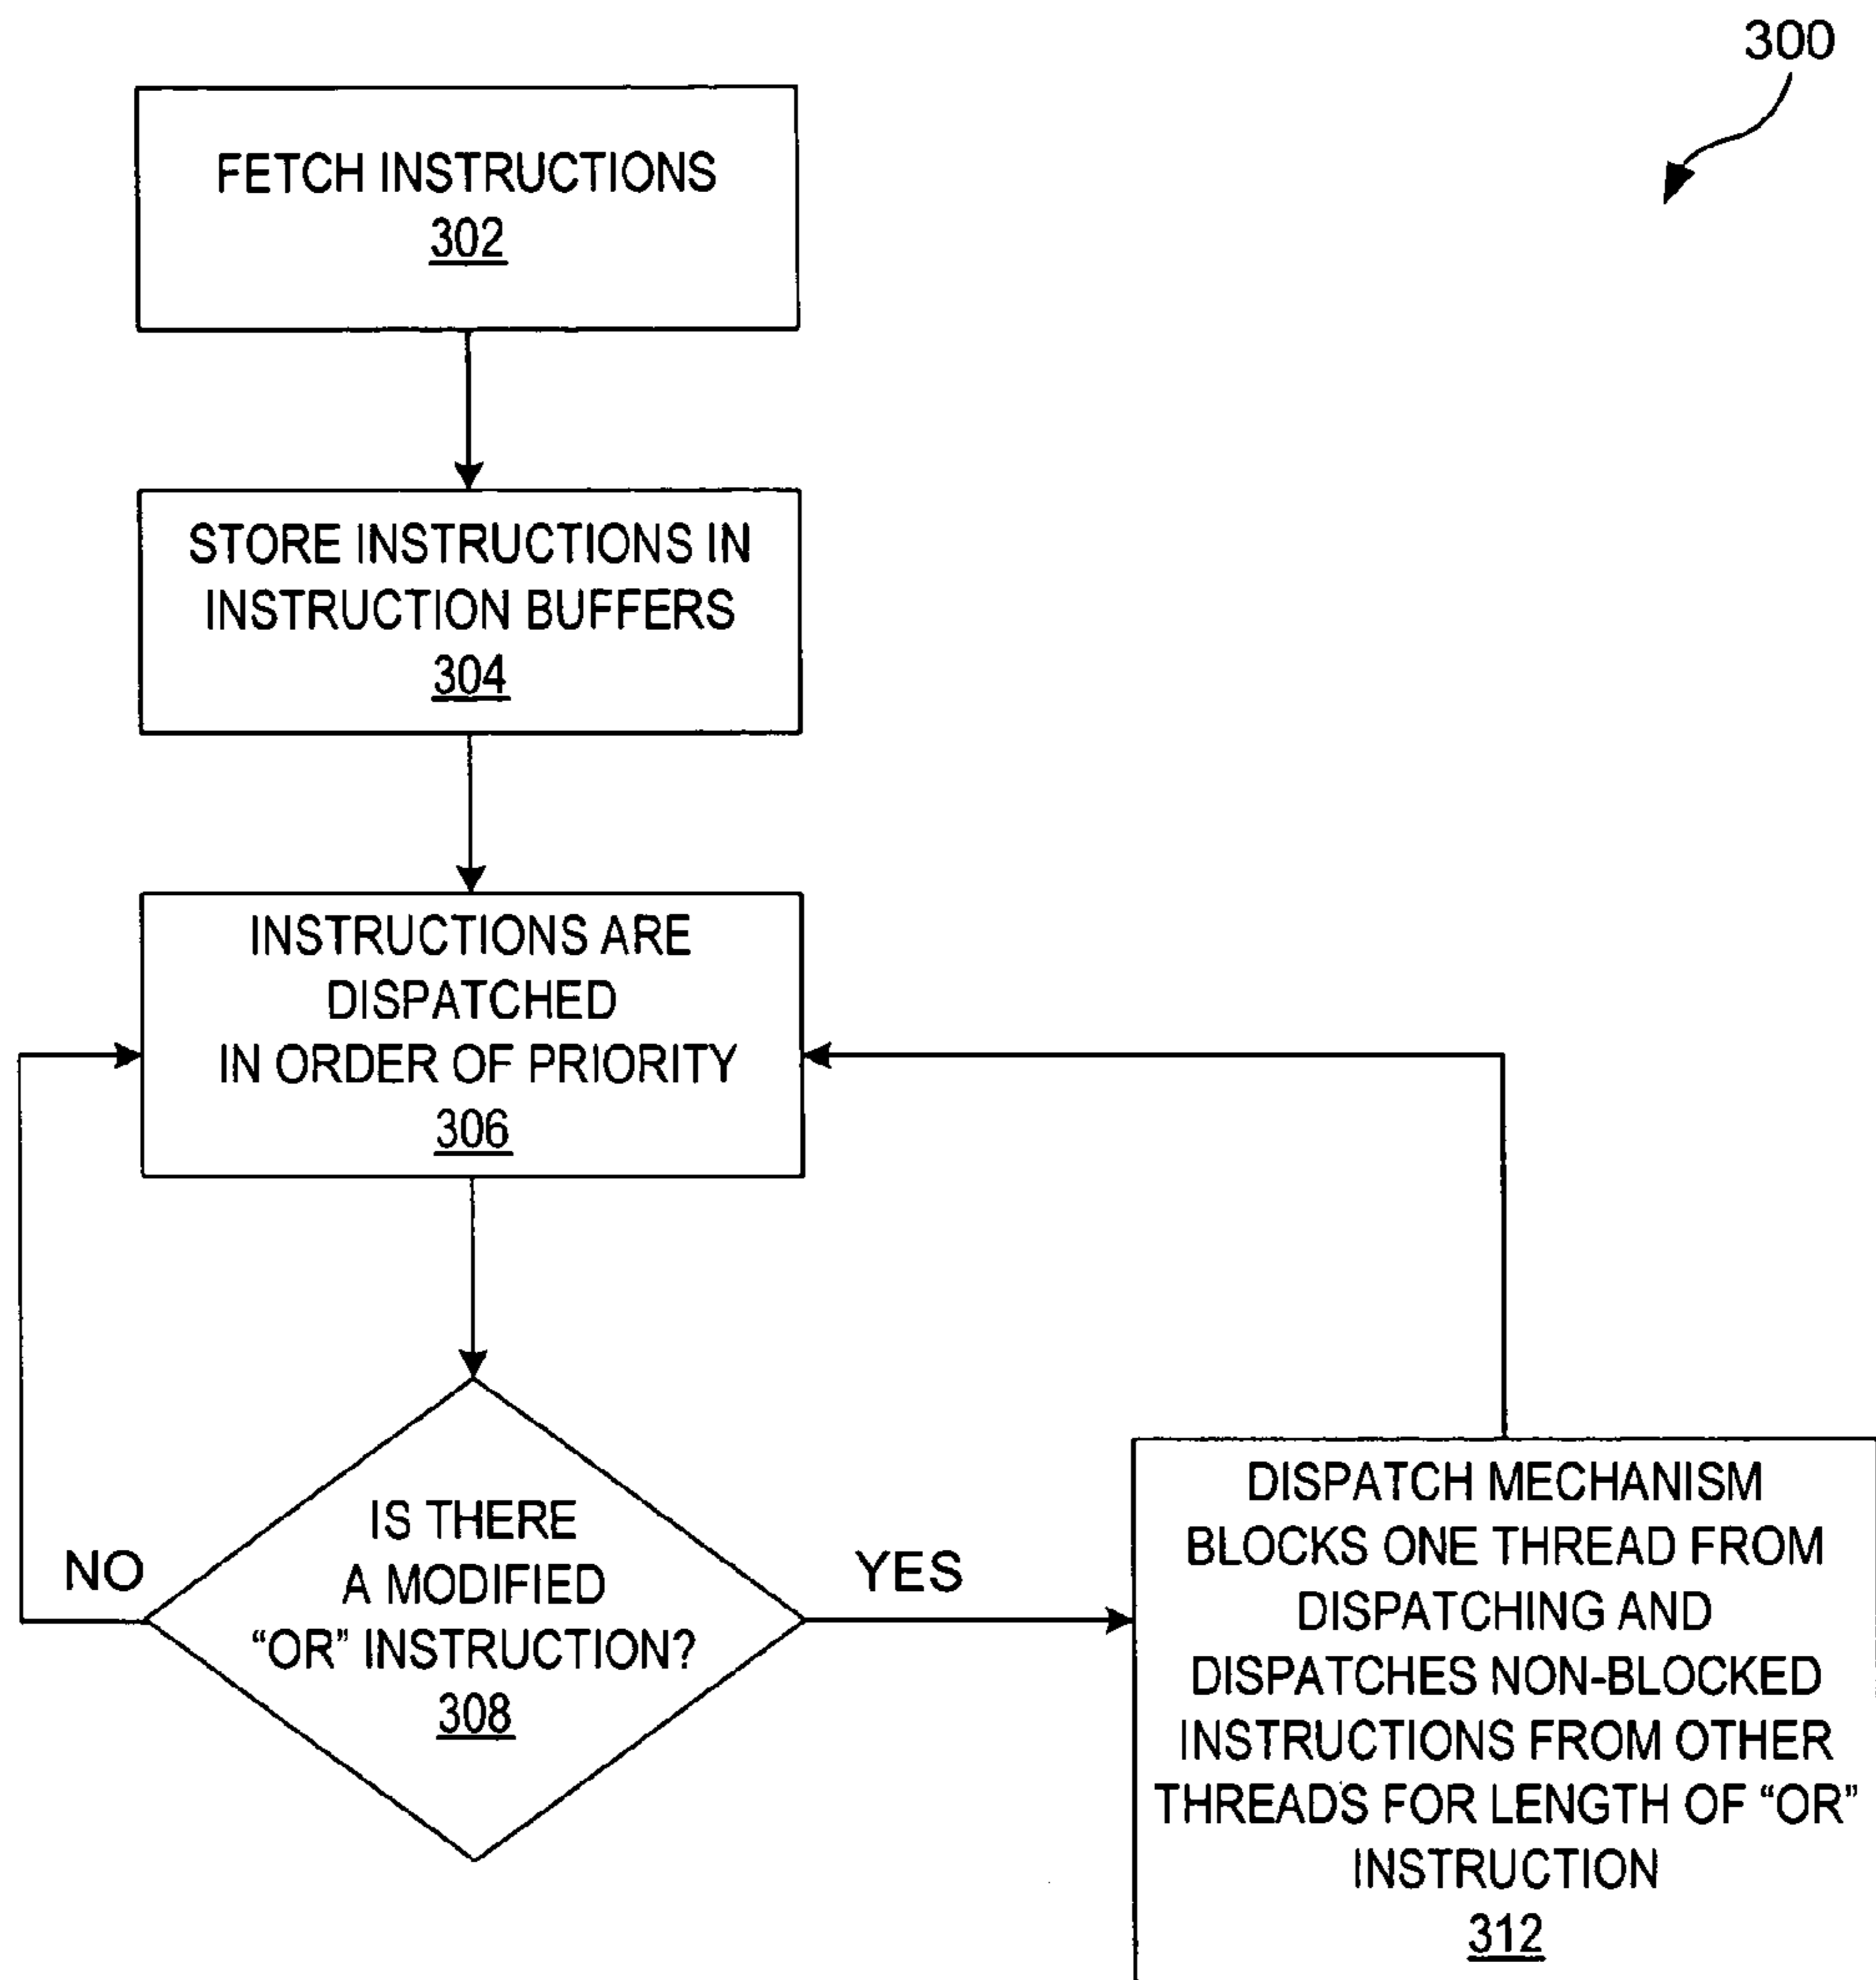 300
FETCH INSTRUCTIONS
302
STORE INSTRUCTIONS IN
INSTRUCTION BUFFERS
304
INSTRUCTIONS ARE
DISPATCHED
IN ORDER OF PRIORITY
306
IS THERE
A MODIFIED
“OR” INSTRUCTION?
308
NO
YES
DISPATCH MECHANISM
BLOCKS ONE THREAD FROM
DISPATCHING AND
DISPATCHES NON-BLOCKED
INSTRUCTIONS FROM OTHER
THREADS FOR LENGTH OF “OR”
INSTRUCTION
312